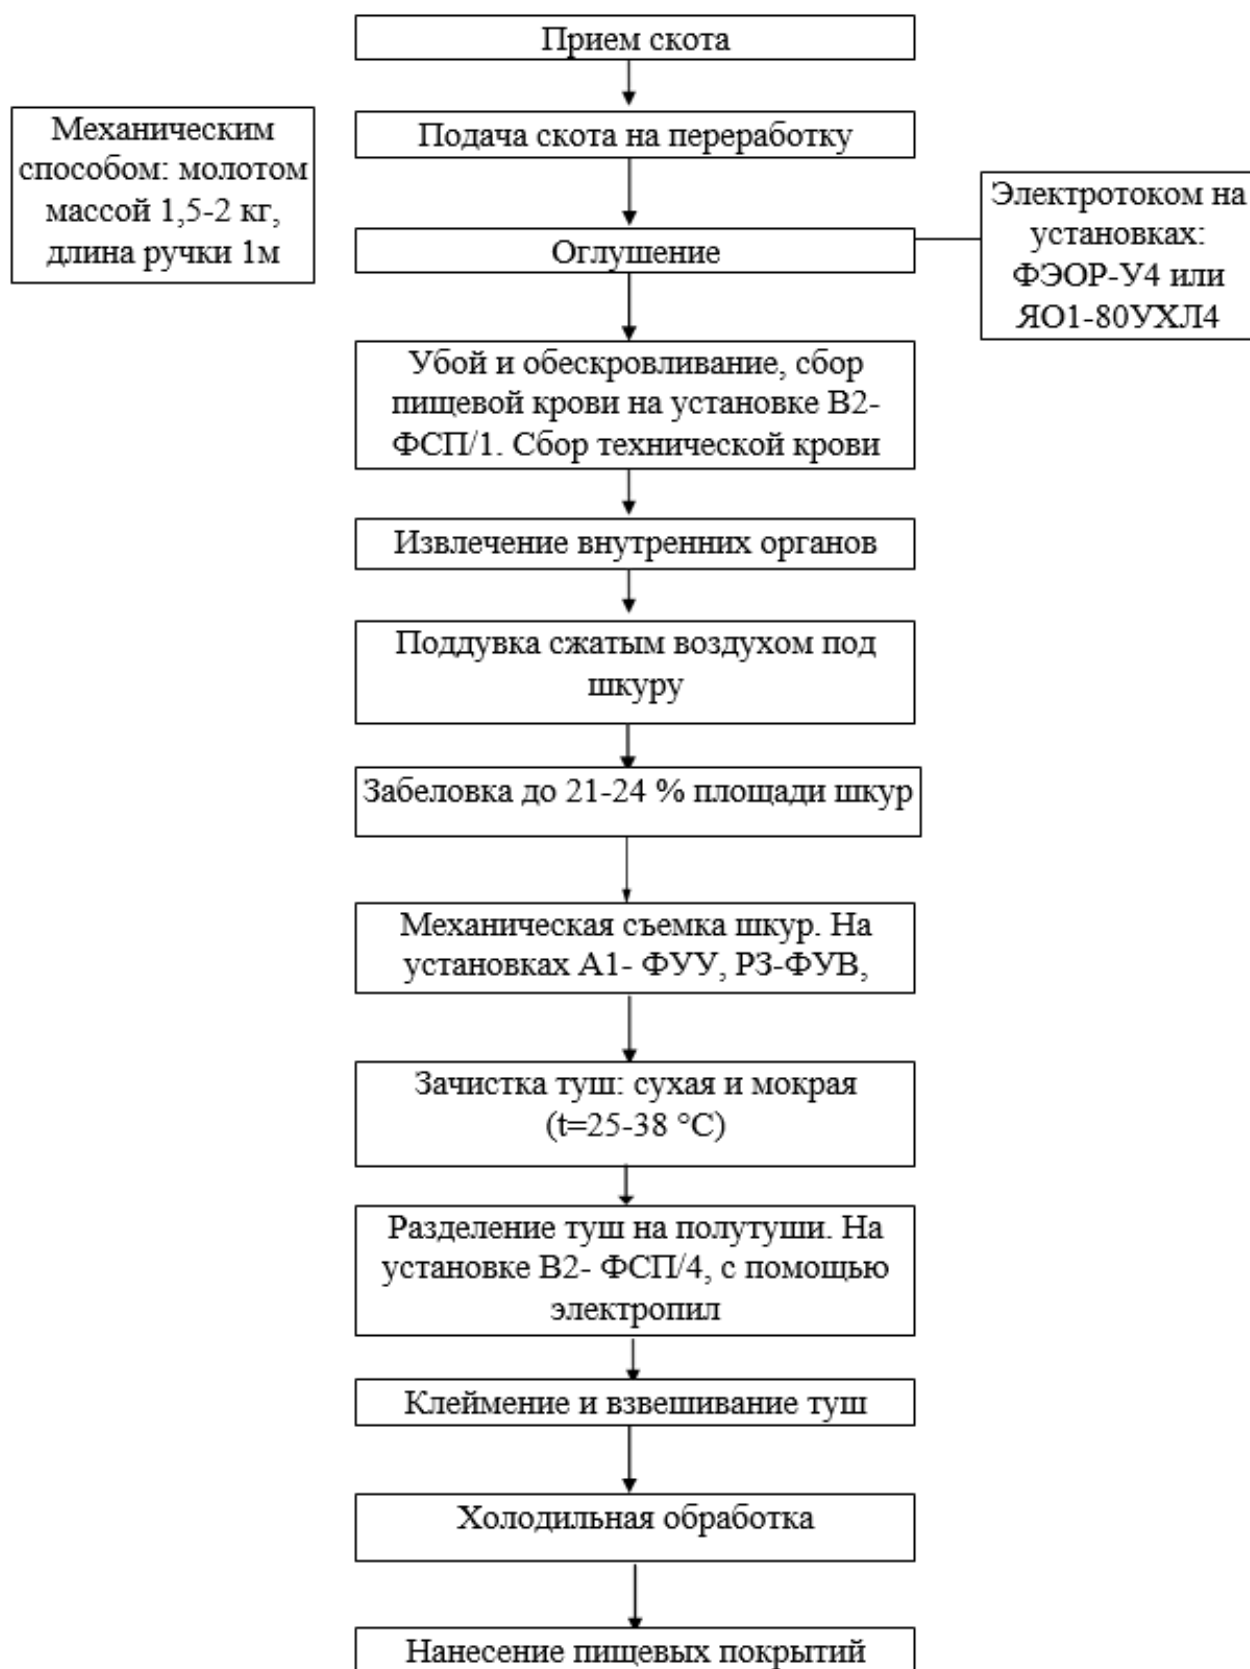 Прием скота
Механическим
способом: молотом
массой 1,5-2 кг,
длина ручки 1м
Подача скота на переработку
Электротоком на
установках:
ФЭОР-У4 или
ЯО1-80УХЛ4
Оглушение
Убой и обескровливание, сбор
пищевой крови на установке В2-
ФСП/1. Сбор технической крови
Извлечение внутренних органов
Поддувка сжатым воздухом под
шкуру
Забеловка до 21-24 % площади шкур
Механическая съемка шкур. На
установках А1- ФУУ, РЗ-ФУВ,
Зачистка туш: сухая и мокрая
(t=25-38 °C)
Разделение туш на полутуши. На
установке В2- ФСП/4, с помощью
электропил
Клеймение и взвешивание туш
Холодильная обработка
Нанесение пищевых покрытий